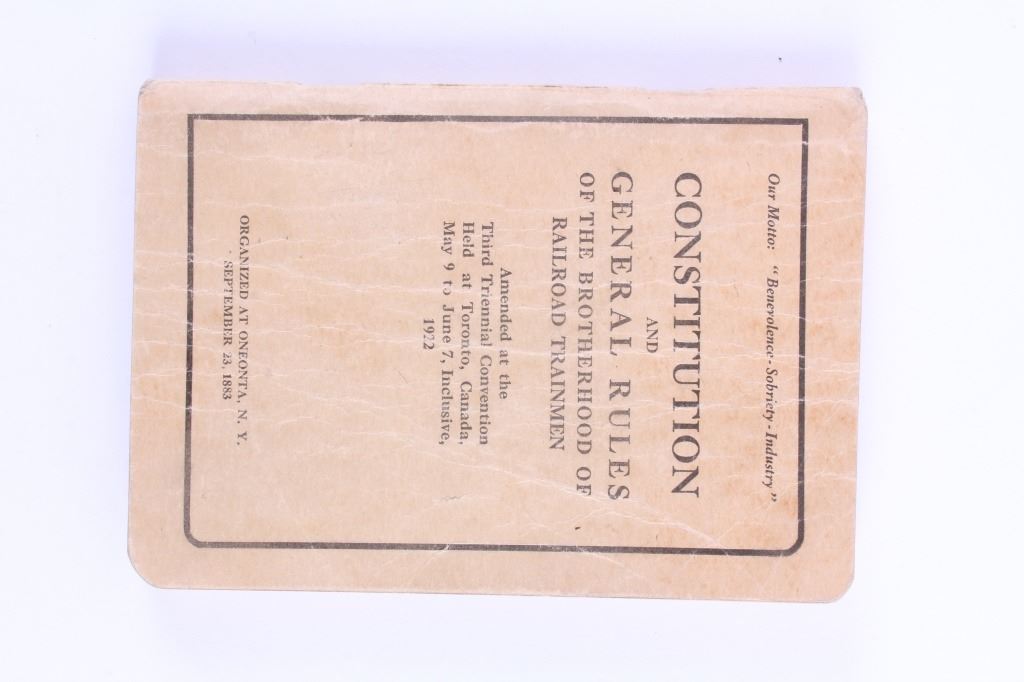 Our Motto: "Benevolence - Sobriety - Industry"
CONSTITUTION
AND
GENERAL RULES
OF THE BROTHERHOOD OF
RAILROAD TRAINMEN
Amended at the
Third Triennial Convention
Held at Toronto, Canada,
May 9 to June 7, Inclusive,
1922
ORGANIZED AT ONEONTA, N. Y.
SEPTEMBER 23, 1883